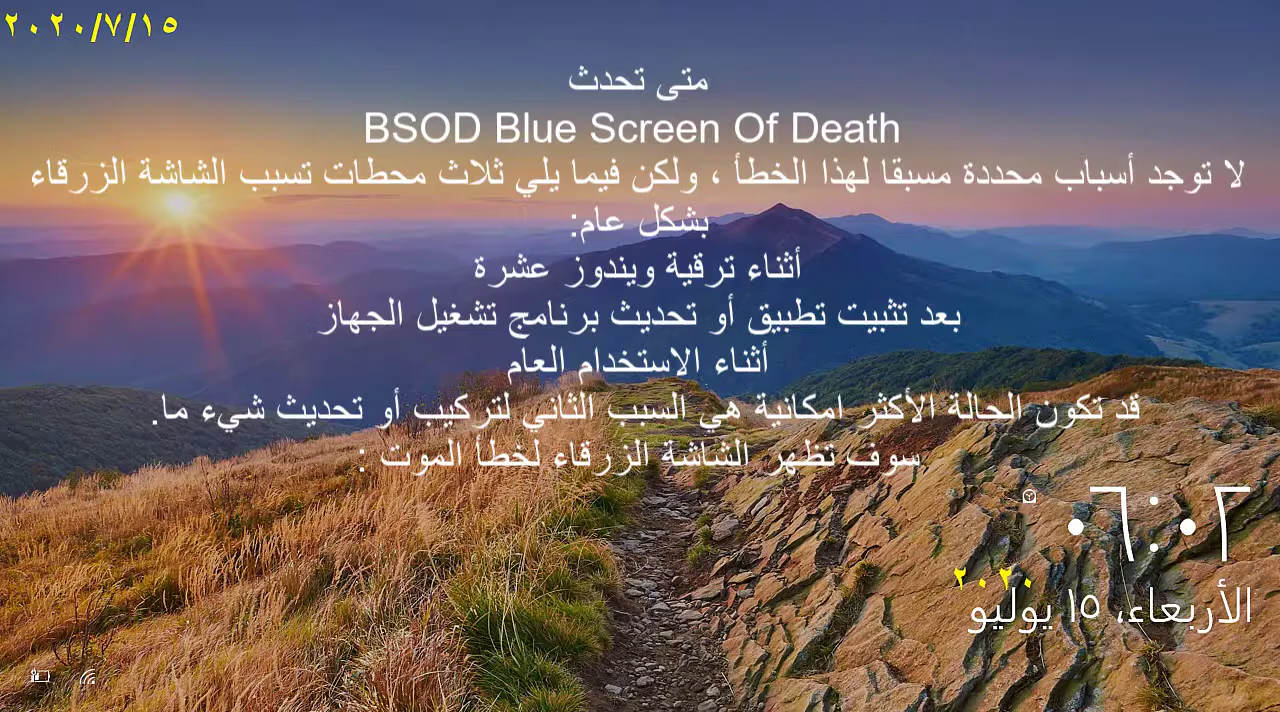 ٢٠٢٠/٧/١٥
متى تحدث
BSOD Blue Screen Of Death
لا توجد أسباب محددة مسبقا لهذا الخطأ ، ولكن فيما يلي ثلاث محطات تسبب الشاشة الزرقاء
بشكل عام:
أثناء ترقية ويندوز عشرة
بعد تثبيت تطبيق أو تحديث برنامج تشغيل الجهاز
أثناء الاستخدام العام
قد تكون الحالة الأكثر امكانية هي السبب الثاني لتركيب أو تحديث شيء ما.
سوف تظهر الشاشة الزرقاء لخطأ الموت :
٠٦:٠٢
٢٠٢٠
الأربعاء، ١٥ يوليو